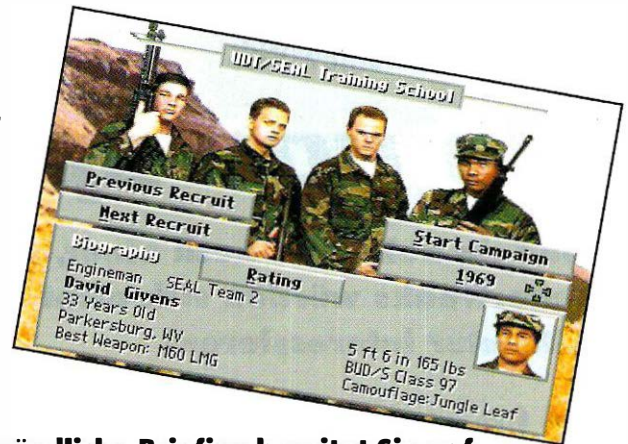 UDT/SEAL Training School
Previous Recruit
Next Recruit
Start Campaign
1969
Biography
Rating
Engineman SEAL Team 2
David Givens
33 Years Old
Parkersburg, WV
Best Weapon: M60 LMG
5 ft 6 in 165 lbs
BUD/S Class 97
Camouflage:Jungle Leaf